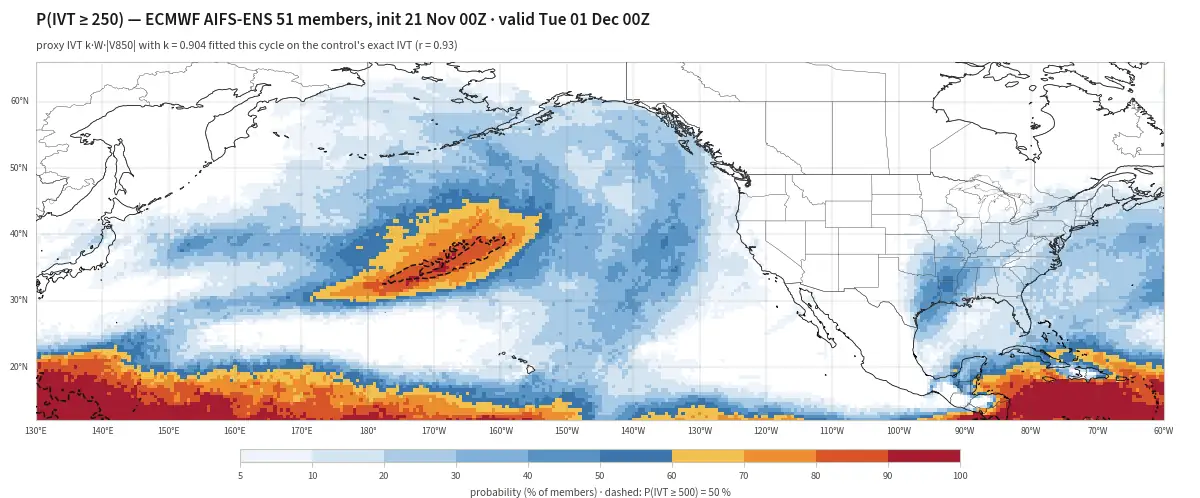 P(IVT ≥ 250) — ECMWF AIFS-ENS 51 members, init 21 Nov 00Z · valid Tue 01 Dec 00Z
proxy IVT k·W·|V850| with k = 0.904 fitted this cycle on the control's exact IVT (r = 0.93)
60°N
50°N
40°N
30°N
20°N
130°E 140°E 150°E 160°E 170°E 180° 170°W 160°W 150°W 140°W 130°W 120°W 110°W 100°W 90°W 80°W 70°W 60°W
5 10 20 30 40 50 60 70 80 90 100
probability (% of members) · dashed: P(IVT ≥ 500) = 50 %